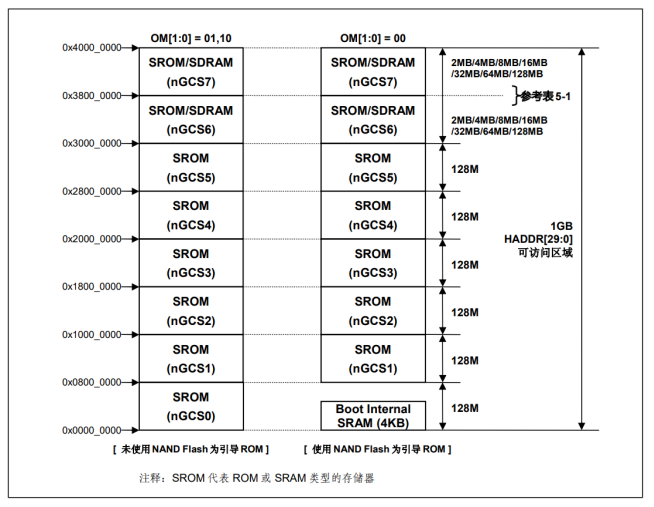 OM[1:0] = 01,10
OM[1:0] = 00
0x4000_0000
SROM/SDRAM
(nGCS7)
SROM/SDRAM
(nGCS7)
2MB/4MB/8MB/16MB
/32MB/64MB/128MB
0x3800_0000
参考表 5-1
SROM/SDRAM
(nGCS6)
SROM/SDRAM
(nGCS6)
2MB/4MB/8MB/16MB
/32MB/64MB/128MB
0x3000_0000
SROM
(nGCS5)
SROM
(nGCS5)
128M
0x2800_0000
SROM
(nGCS4)
SROM
(nGCS4)
128M
0x2000_0000
1GB
HADDR[29:0]
可访问区域
SROM
(nGCS3)
SROM
(nGCS3)
128M
0x1800_0000
SROM
(nGCS2)
SROM
(nGCS2)
128M
0x1000_0000
SROM
(nGCS1)
SROM
(nGCS1)
128M
0x0800_0000
SROM
(nGCS0)
Boot Internal
SRAM (4KB)
128M
0x0000_0000
[ 未使用 NAND Flash 为引导 ROM ]
[ 使用 NAND Flash 为引导 ROM ]
注释：SROM 代表 ROM 或 SRAM 类型的存储器